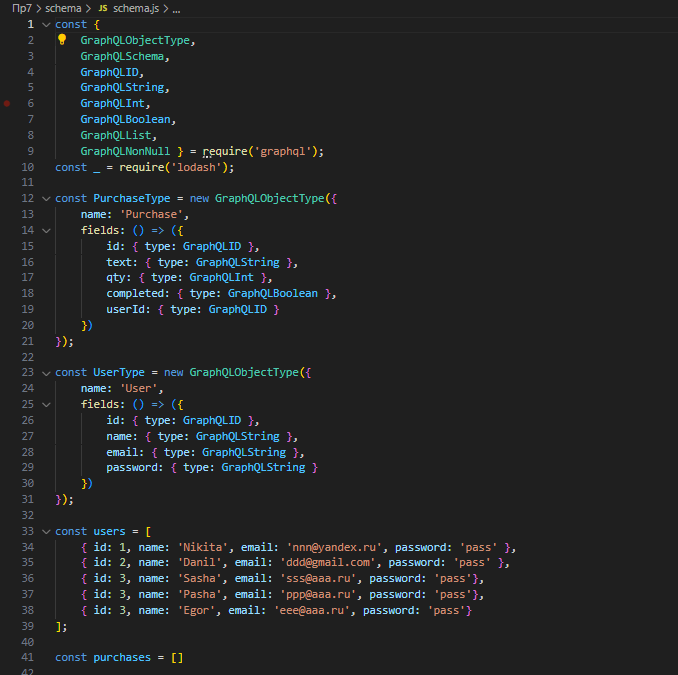 Пр7 > schema > JS schema.js > ...
1 const {
2 GraphQLObjectType,
3 GraphQLSchema,
4 GraphQLID,
5 GraphQLString,
6 GraphQLInt,
7 GraphQLBoolean,
8 GraphQLList,
9 GraphQLNonNull } = require('graphql');
10 const _ = require('lodash');
11
12 const PurchaseType = new GraphQLObjectType({
13 name: 'Purchase',
14 fields: () => ({
15 id: { type: GraphQLID },
16 text: { type: GraphQLString },
17 qty: { type: GraphQLInt },
18 completed: { type: GraphQLBoolean },
19 userId: { type: GraphQLID }
20 })
21 });
22
23 const UserType = new GraphQLObjectType({
24 name: 'User',
25 fields: () => ({
26 id: { type: GraphQLID },
27 name: { type: GraphQLString },
28 email: { type: GraphQLString },
29 password: { type: GraphQLString }
30 })
31 });
32
33 const users = [
34 { id: 1, name: 'Nikita', email: 'nnn@yandex.ru', password: 'pass' },
35 { id: 2, name: 'Danil', email: 'ddd@gmail.com', password: 'pass' },
36 { id: 3, name: 'Sasha', email: 'sss@aaa.ru', password: 'pass'},
37 { id: 3, name: 'Pasha', email: 'ppp@aaa.ru', password: 'pass'},
38 { id: 3, name: 'Egor', email: 'eee@aaa.ru', password: 'pass'}
39 ];
40
41 const purchases = []
42